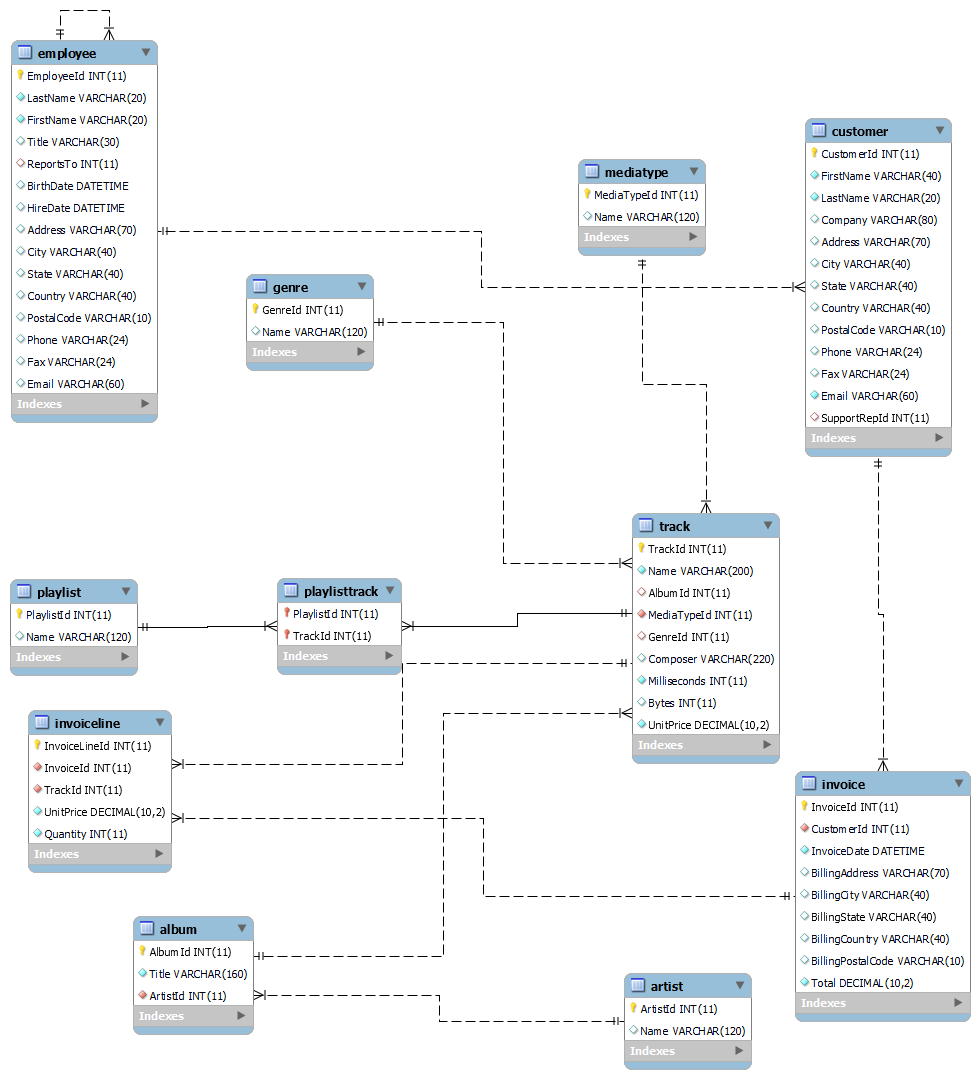 employee
EmployeeId INT(11)
LastName VARCHAR(20)
FirstName VARCHAR(20)
Title VARCHAR(30)
ReportsTo INT(11)
BirthDate DATETIME
HireDate DATETIME
Address VARCHAR(70)
City VARCHAR(40)
State VARCHAR(40)
Country VARCHAR(40)
PostalCode VARCHAR(10)
Phone VARCHAR(24)
Fax VARCHAR(24)
Email VARCHAR(60)
Indexes
customer
CustomerId INT(11)
FirstName VARCHAR(40)
LastName VARCHAR(20)
Company VARCHAR(80)
Address VARCHAR(70)
City VARCHAR(40)
State VARCHAR(40)
Country VARCHAR(40)
PostalCode VARCHAR(10)
Phone VARCHAR(24)
Fax VARCHAR(24)
Email VARCHAR(60)
SupportRepId INT(11)
Indexes
mediatype
MediaTypeId INT(11)
Name VARCHAR(120)
Indexes
genre
GenreId INT(11)
Name VARCHAR(120)
Indexes
track
TrackId INT(11)
Name VARCHAR(200)
AlbumId INT(11)
MediaTypeId INT(11)
GenreId INT(11)
Composer VARCHAR(220)
Milliseconds INT(11)
Bytes INT(11)
UnitPrice DECIMAL(10,2)
Indexes
playlist
PlaylistId INT(11)
Name VARCHAR(120)
Indexes
playlisttrack
PlaylistId INT(11)
TrackId INT(11)
Indexes
invoiceline
InvoiceLineId INT(11)
InvoiceId INT(11)
TrackId INT(11)
UnitPrice DECIMAL(10,2)
Quantity INT(11)
Indexes
invoice
InvoiceId INT(11)
CustomerId INT(11)
InvoiceDate DATETIME
BillingAddress VARCHAR(70)
BillingCity VARCHAR(40)
BillingState VARCHAR(40)
BillingCountry VARCHAR(40)
BillingPostalCode VARCHAR(10)
Total DECIMAL(10,2)
Indexes
album
AlbumId INT(11)
Title VARCHAR(160)
ArtistId INT(11)
Indexes
artist
ArtistId INT(11)
Name VARCHAR(120)
Indexes